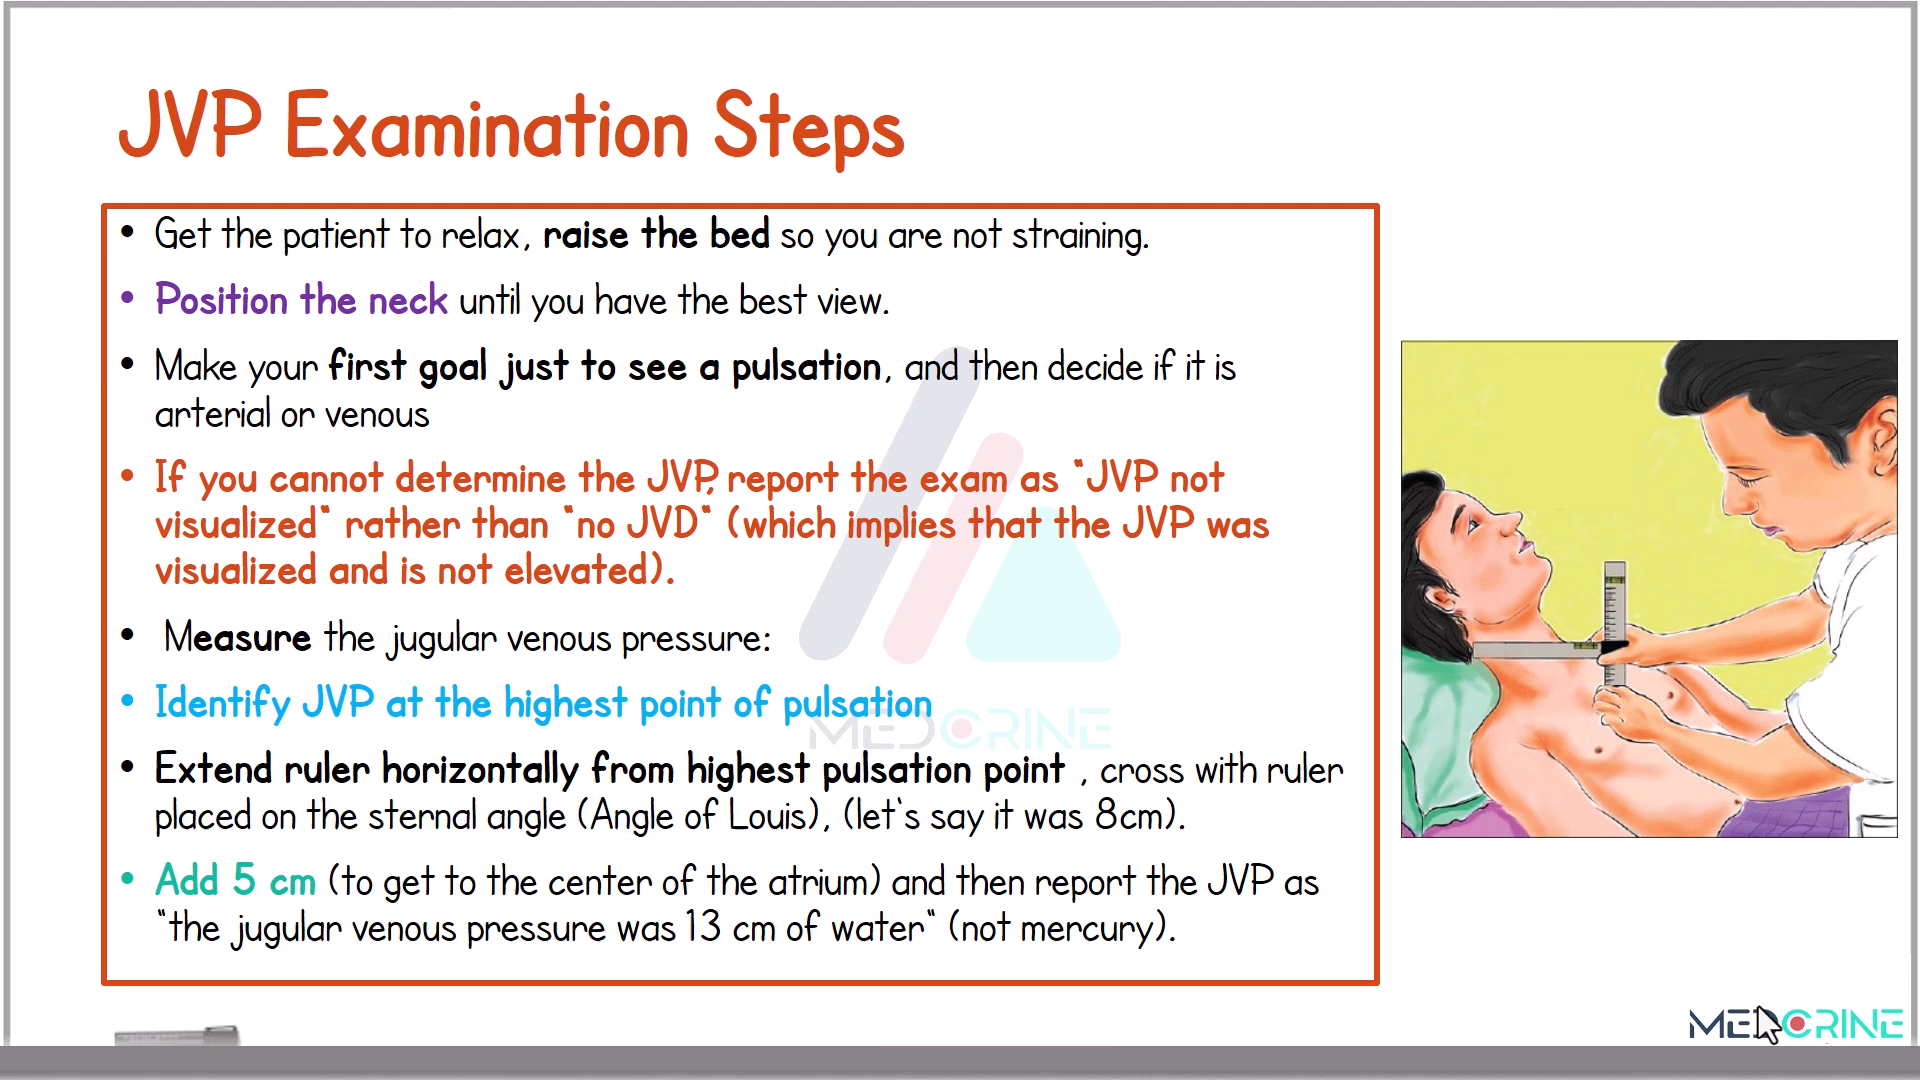 JVP Examination Steps
• Get the patient to relax, raise the bed so you are not straining.
• Position the neck until you have the best view.
• Make your first goal just to see a pulsation, and then decide if it is
arterial or venous
• If you cannot determine the JVP, report the exam as "JVP not
visualized" rather than "no JVD" (which implies that the JVP was
visualized and is not elevated).
• Measure the jugular venous pressure:
• Identify JVP at the highest point of pulsation
• Extend ruler horizontally from highest pulsation point , cross with ruler
placed on the sternal angle (Angle of Louis), (let's say it was 8cm).
• Add 5 cm (to get to the center of the atrium) and then report the JVP as
"the jugular venous pressure was 13 cm of water" (not mercury).
MEDCRINE
MEDCRINE